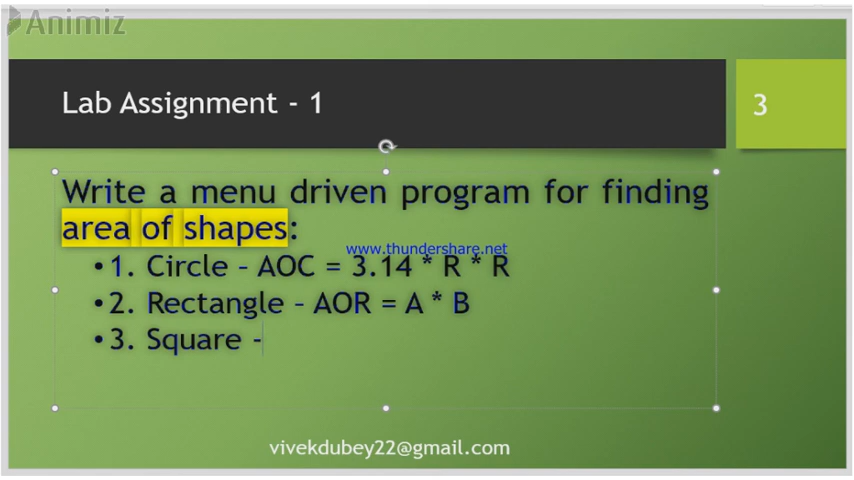 Animiz
Lab Assignment - 1
3
Write a menu driven program for finding
area of shapes:
www.thundershare.net
• 1. Circle – AOC = 3.14 * R * R
• 2. Rectangle – AOR = A * B
• 3. Square -
vivekdubey22@gmail.com